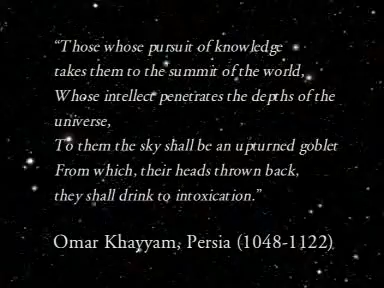 “Those whose pursuit of knowledge
takes them to the summit of the world,
Whose intellect penetrates the depths of the
universe,
To them the sky shall be an upturned goblet
From which, their heads thrown back,
they shall drink to intoxication.”
Omar Khayyam, Persia (1048-1122)